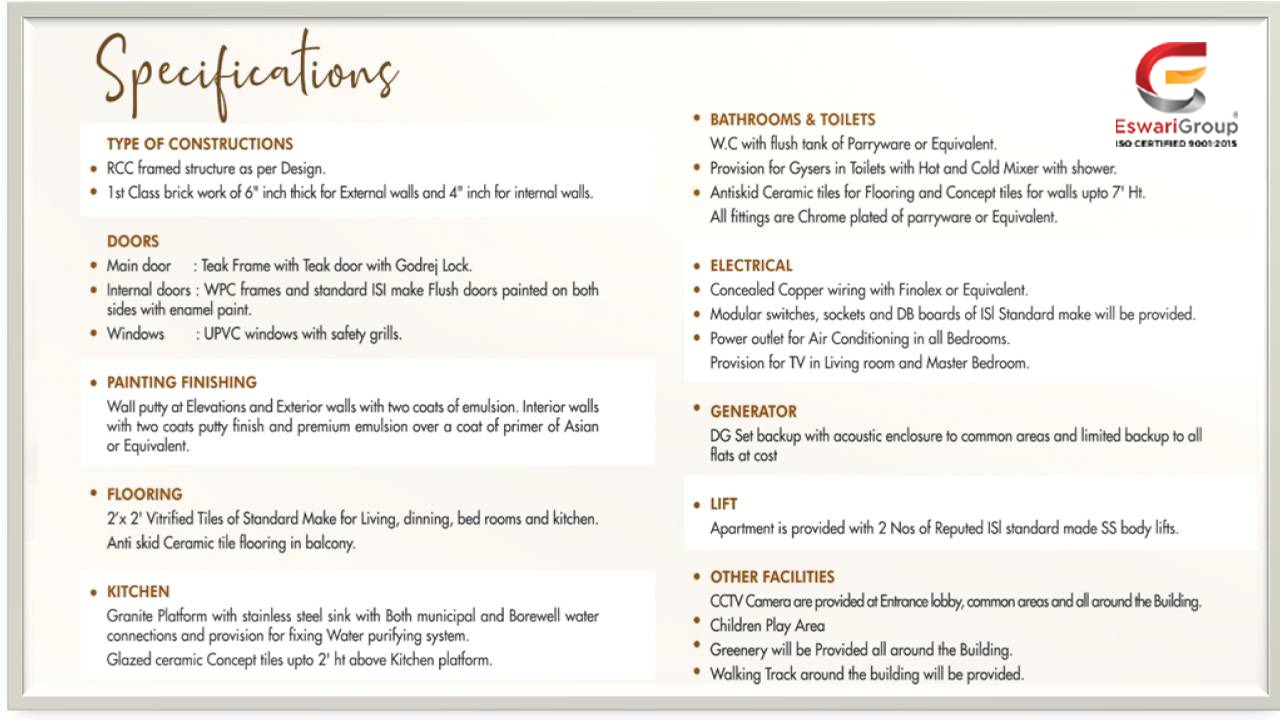 Specifications
TYPE OF CONSTRUCTIONS
• RCC framed structure as per Design.
• 1st Class brick work of 6" inch thick for External walls and 4" inch for internal walls.
DOORS
• Main door : Teak Frame with Teak door with Godrej Lock.
• Internal doors : WPC frames and standard ISI make Flush doors painted on both
sides with enamel paint.
• Windows : UPVC windows with safety grills.
• PAINTING FINISHING
Wall putty at Elevations and Exterior walls with two coats of emulsion. Interior walls
with two coats putty finish and premium emulsion over a coat of primer of Asian
or Equivalent.
• FLOORING
2'x 2' Vitrified Tiles of Standard Make for Living, dinning, bed rooms and kitchen.
Anti skid Ceramic tile flooring in balcony.
• KITCHEN
Granite Platform with stainless steel sink with Both municipal and Borewell water
connections and provision for fixing Water purifying system.
Glazed ceramic Concept tiles upto 2' ht above Kitchen platform.
EswariGroup®
ISO CERTIFIED 9001:2015
• BATHROOMS & TOILETS
W.C with flush tank of Parryware or Equivalent.
• Provision for Gysers in Toilets with Hot and Cold Mixer with shower.
• Antiskid Ceramic tiles for Flooring and Concept tiles for walls upto 7' Ht.
All fittings are Chrome plated of parryware or Equivalent.
• ELECTRICAL
• Concealed Copper wiring with Finolex or Equivalent.
• Modular switches, sockets and DB boards of ISI Standard make will be provided.
• Power outlet for Air Conditioning in all Bedrooms.
Provision for TV in Living room and Master Bedroom.
• GENERATOR
DG Set backup with acoustic enclosure to common areas and limited backup to all
flats at cost
• LIFT
Apartment is provided with 2 Nos of Reputed ISI standard made SS body lifts.
• OTHER FACILITIES
CCTV Camera are provided at Entrance lobby, common areas and all around the Building.
• Children Play Area
• Greenery will be Provided all around the Building.
• Walking Track around the building will be provided.